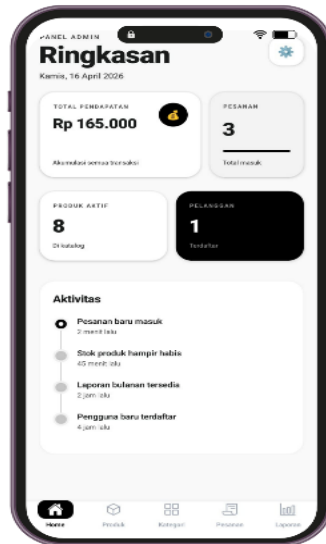 PANEL ADMIN
Ringkasan
Kamis, 16 April 2026
TOTAL PENDAPATAN
Rp 165.000
Akumulasi semua transaksi
PESANAN
3
Total masuk
PRODUK AKTIF
8
Di katalog
PELANGGAN
1
Terdaftar
Aktivitas
Pesanan baru masuk
2 menit lalu
Stok produk hampir habis
45 menit lalu
Laporan bulanan tersedia
2 jam lalu
Pengguna baru terdaftar
4 jam lalu
Home
Produk
Kategori
Pesanan
Laporan